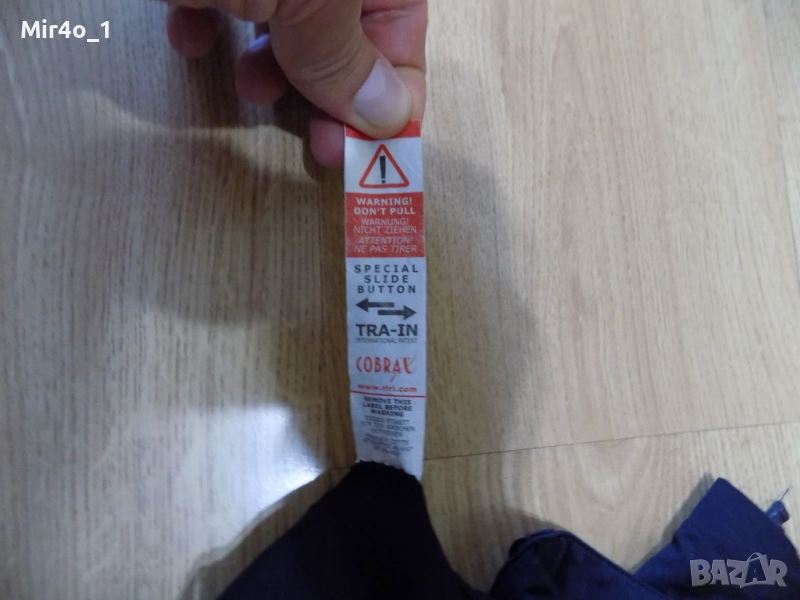 Mir4o_1
WARNING!
DON'T PULL
WARNUNG!
NICHT ZIEHEN
ATTENTION!
NE PAS TIRER
SPECIAL
SLIDE
BUTTON
TRA-IN
INTERNATIONAL PATENT
COBRAX
www.riri.com
REMOVE THIS
LABEL BEFORE
WASHING
BAZAR